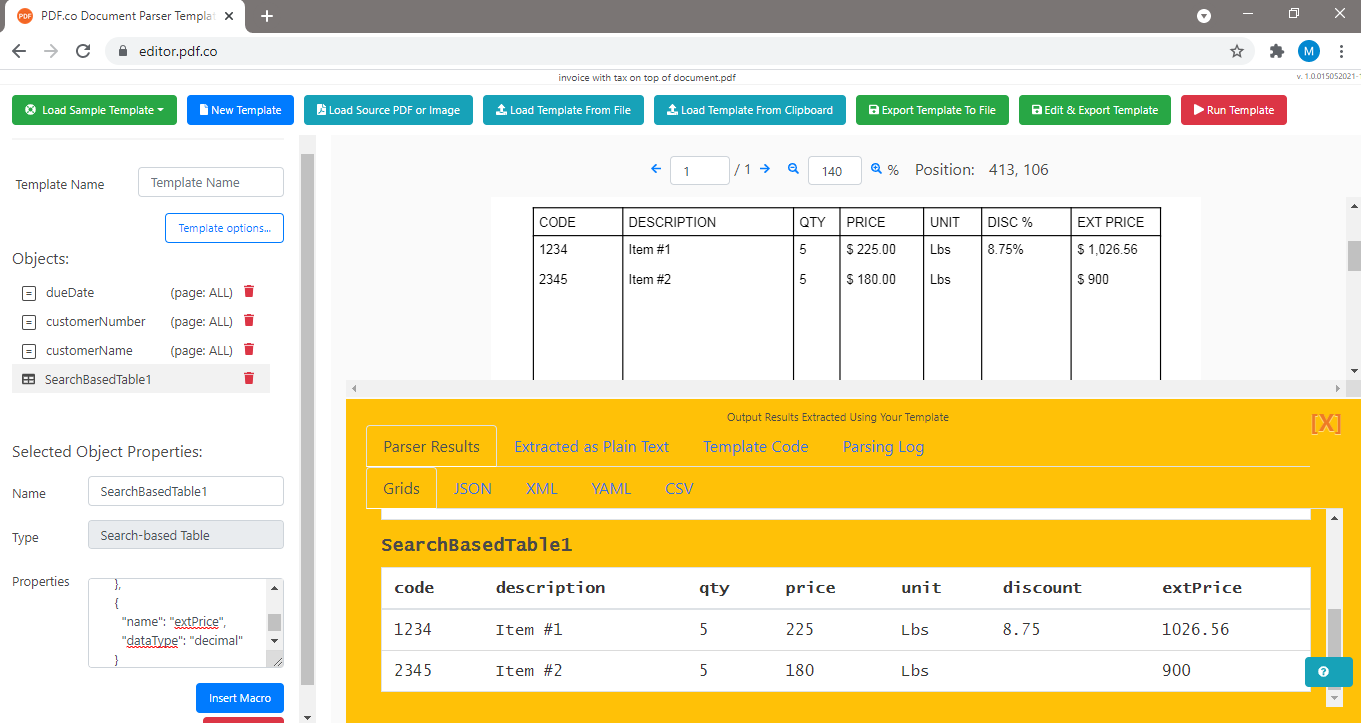 PDF.co Document Parser Templa
editor.pdf.co
M
invoice with tax on top of document.pdf
v. 1.0.015052021-1
Load Sample Template
New Template
Load Source PDF or Image
Load Template From File
Load Template From Clipboard
Export Template To File
Edit & Export Template
Run Template
Template Name
Template Name
Template options...
Objects:
dueDate (page: ALL)
customerNumber (page: ALL)
customerName (page: ALL)
SearchBasedTable1
Selected Object Properties:
Name SearchBasedTable1
Type Search-based Table
Properties
},
{
"name": "extPrice",
"dataType": "decimal"
}
Insert Macro
1 / 1 140 % Position: 413, 106
CODE DESCRIPTION QTY PRICE UNIT DISC % EXT PRICE
1234 Item #1 5 $ 225.00 Lbs 8.75% $ 1,026.56
2345 Item #2 5 $ 180.00 Lbs $ 900
Output Results Extracted Using Your Template
[X]
Parser Results Extracted as Plain Text Template Code Parsing Log
Grids JSON XML YAML CSV
SearchBasedTable1
code description qty price unit discount extPrice
1234 Item #1 5 225 Lbs 8.75 1026.56
2345 Item #2 5 180 Lbs 900